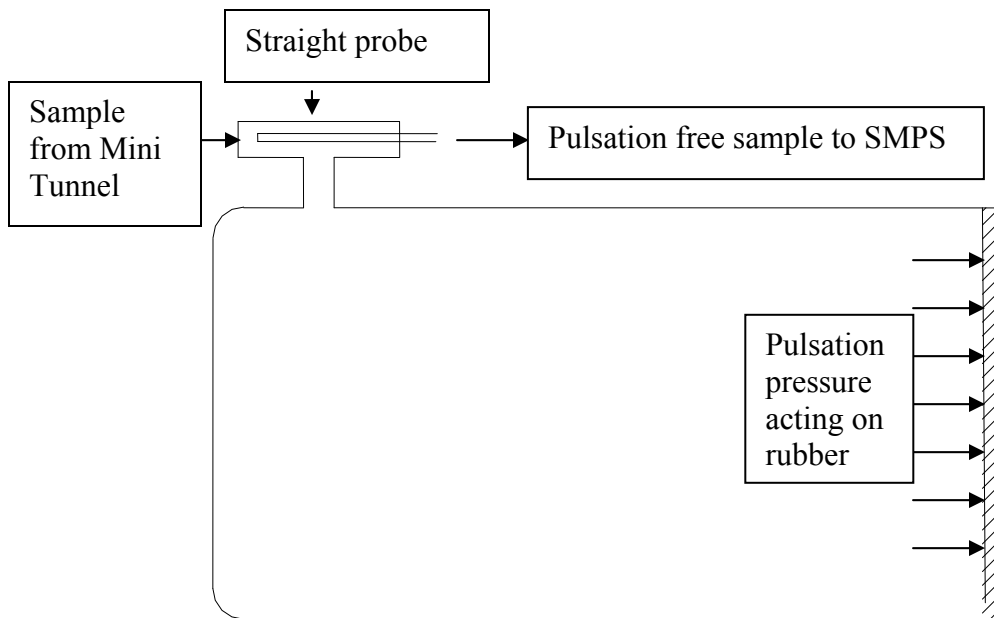 Straight probe
Sample
from Mini
Tunnel
Pulsation free sample to SMPS
Pulsation
pressure
acting on
rubber